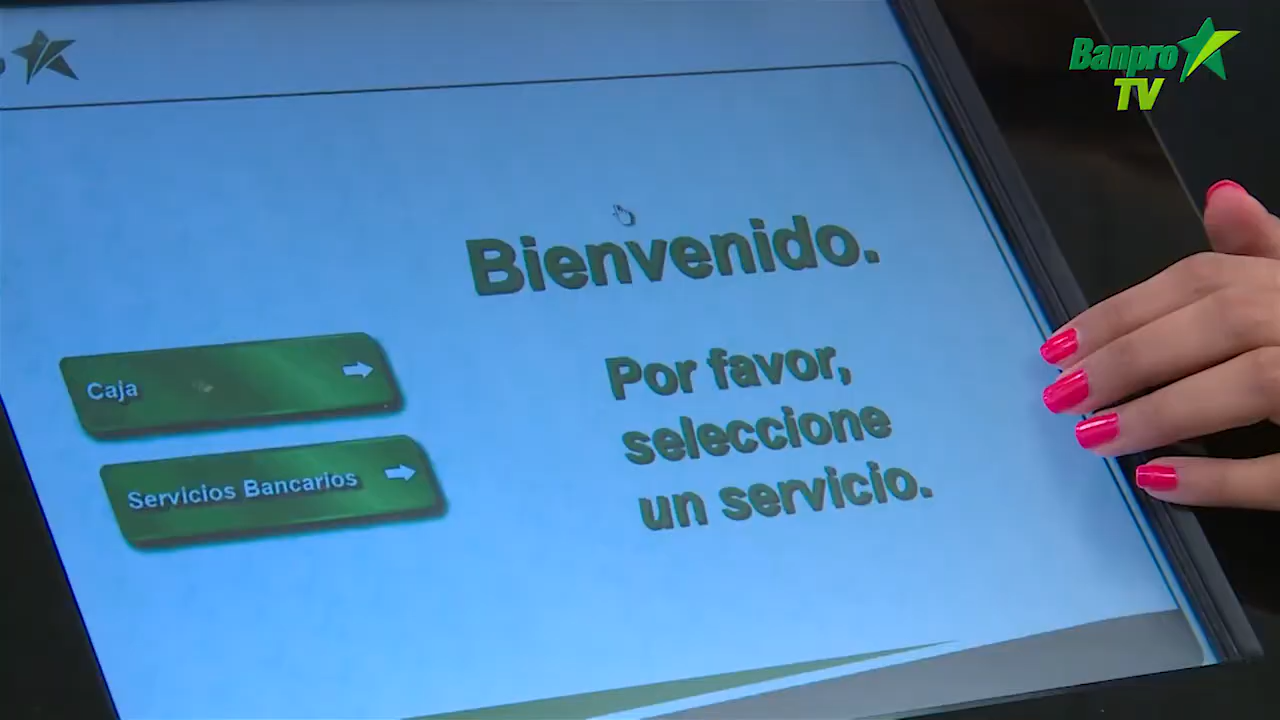 Banpro
TV
Bienvenido.
Por favor,
seleccione
un servicio.
Caja
Servicios Bancarios